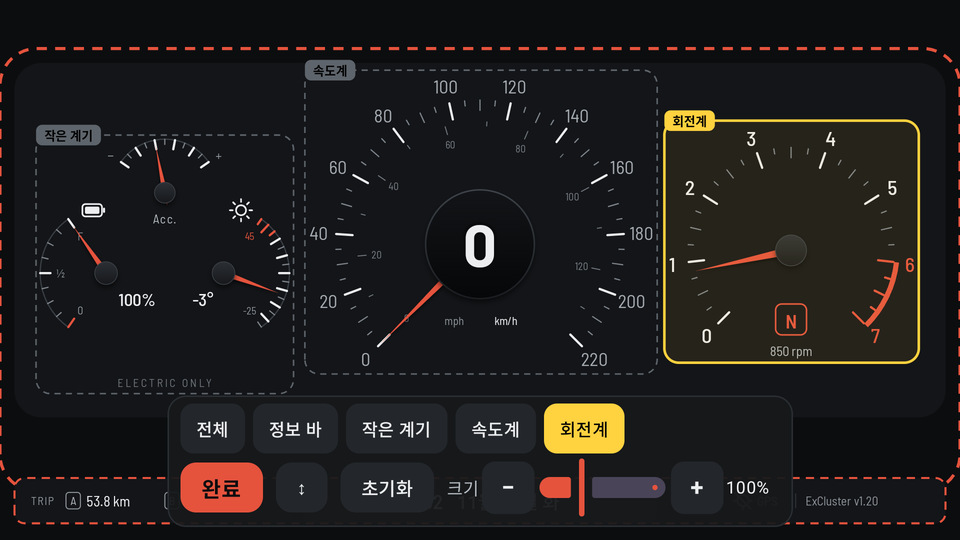 속도계
작은 계기
회전계
− +
Acc.
F
½
0
100%
45
-25
-3°
ELECTRIC ONLY
0
20
40
60
80
100
120
140
160
180
200
220
0
20
40
60
80
100
120
0
mph
km/h
0
1
2
3
4
5
6
7
N
850 rpm
전체
정보 바
작은 계기
속도계
회전계
완료
↕
초기화
크기
−
+
100%
TRIP
A
53.8 km
ExCluster v1.20